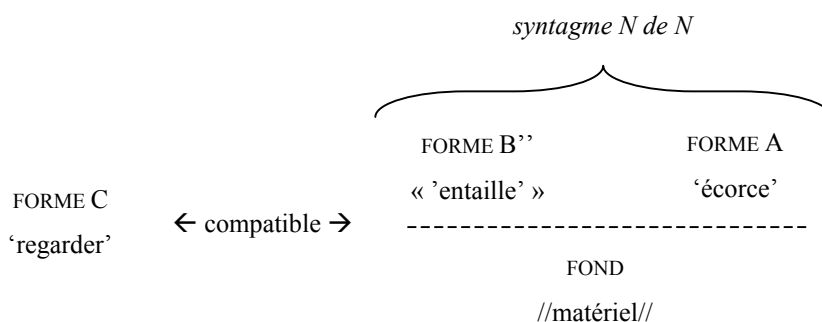 syntagme N de N
FORME B’’ FORME A
« ’entaille’ » ‘écorce’
FORME C
‘regarder’
← compatible →
FOND
//matériel//